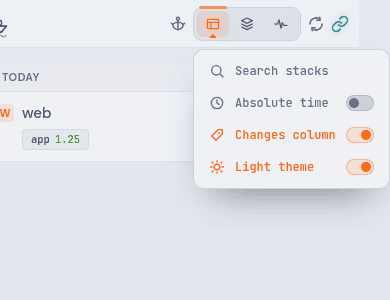 TODAY
W web
app 1.25
Search stacks
Absolute time
Changes column
Light theme